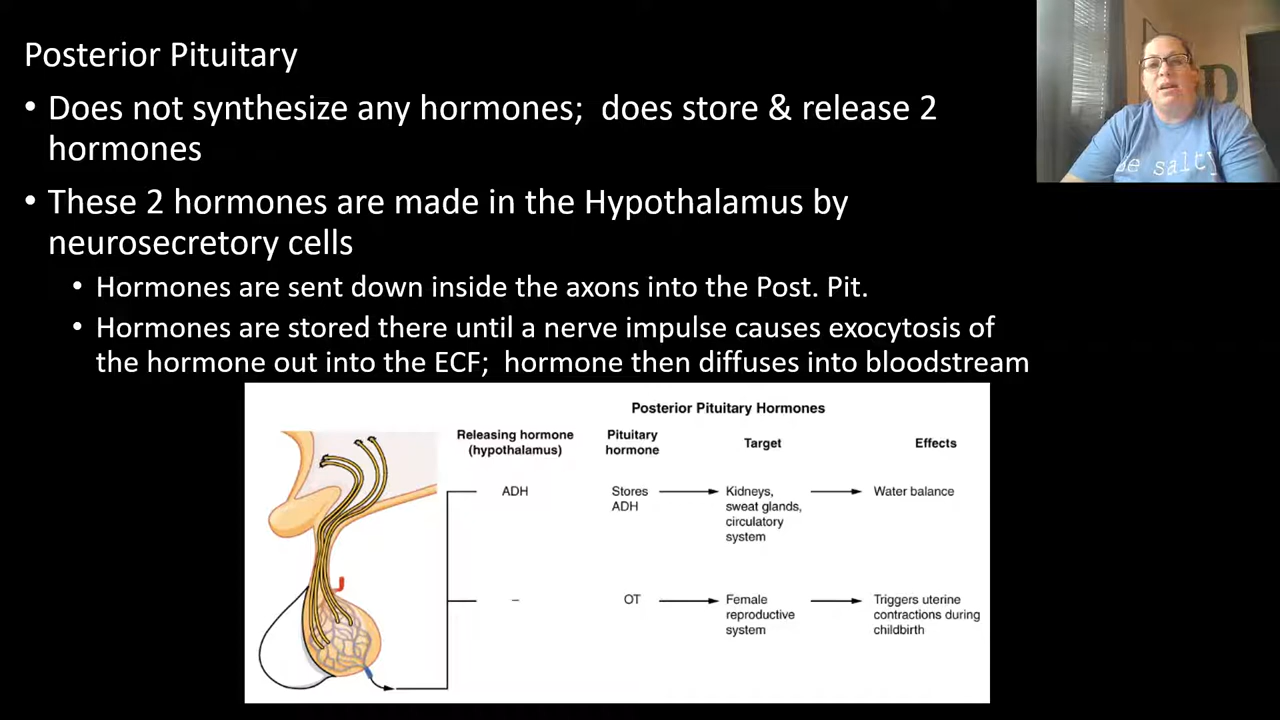 Posterior Pituitary
• Does not synthesize any hormones;  does store & release 2
hormones
• These 2 hormones are made in the Hypothalamus by
neurosecretory cells
• Hormones are sent down inside the axons into the Post. Pit.
• Hormones are stored there until a nerve impulse causes exocytosis of
the hormone out into the ECF;  hormone then diffuses into bloodstream
Posterior Pituitary Hormones
Releasing hormone
(hypothalamus)
Pituitary
hormone
Target
Effects
ADH
Stores
ADH
Kidneys,
sweat glands,
circulatory
system
Water balance
–
OT
Female
reproductive
system
Triggers uterine
contractions during
childbirth
salty
D